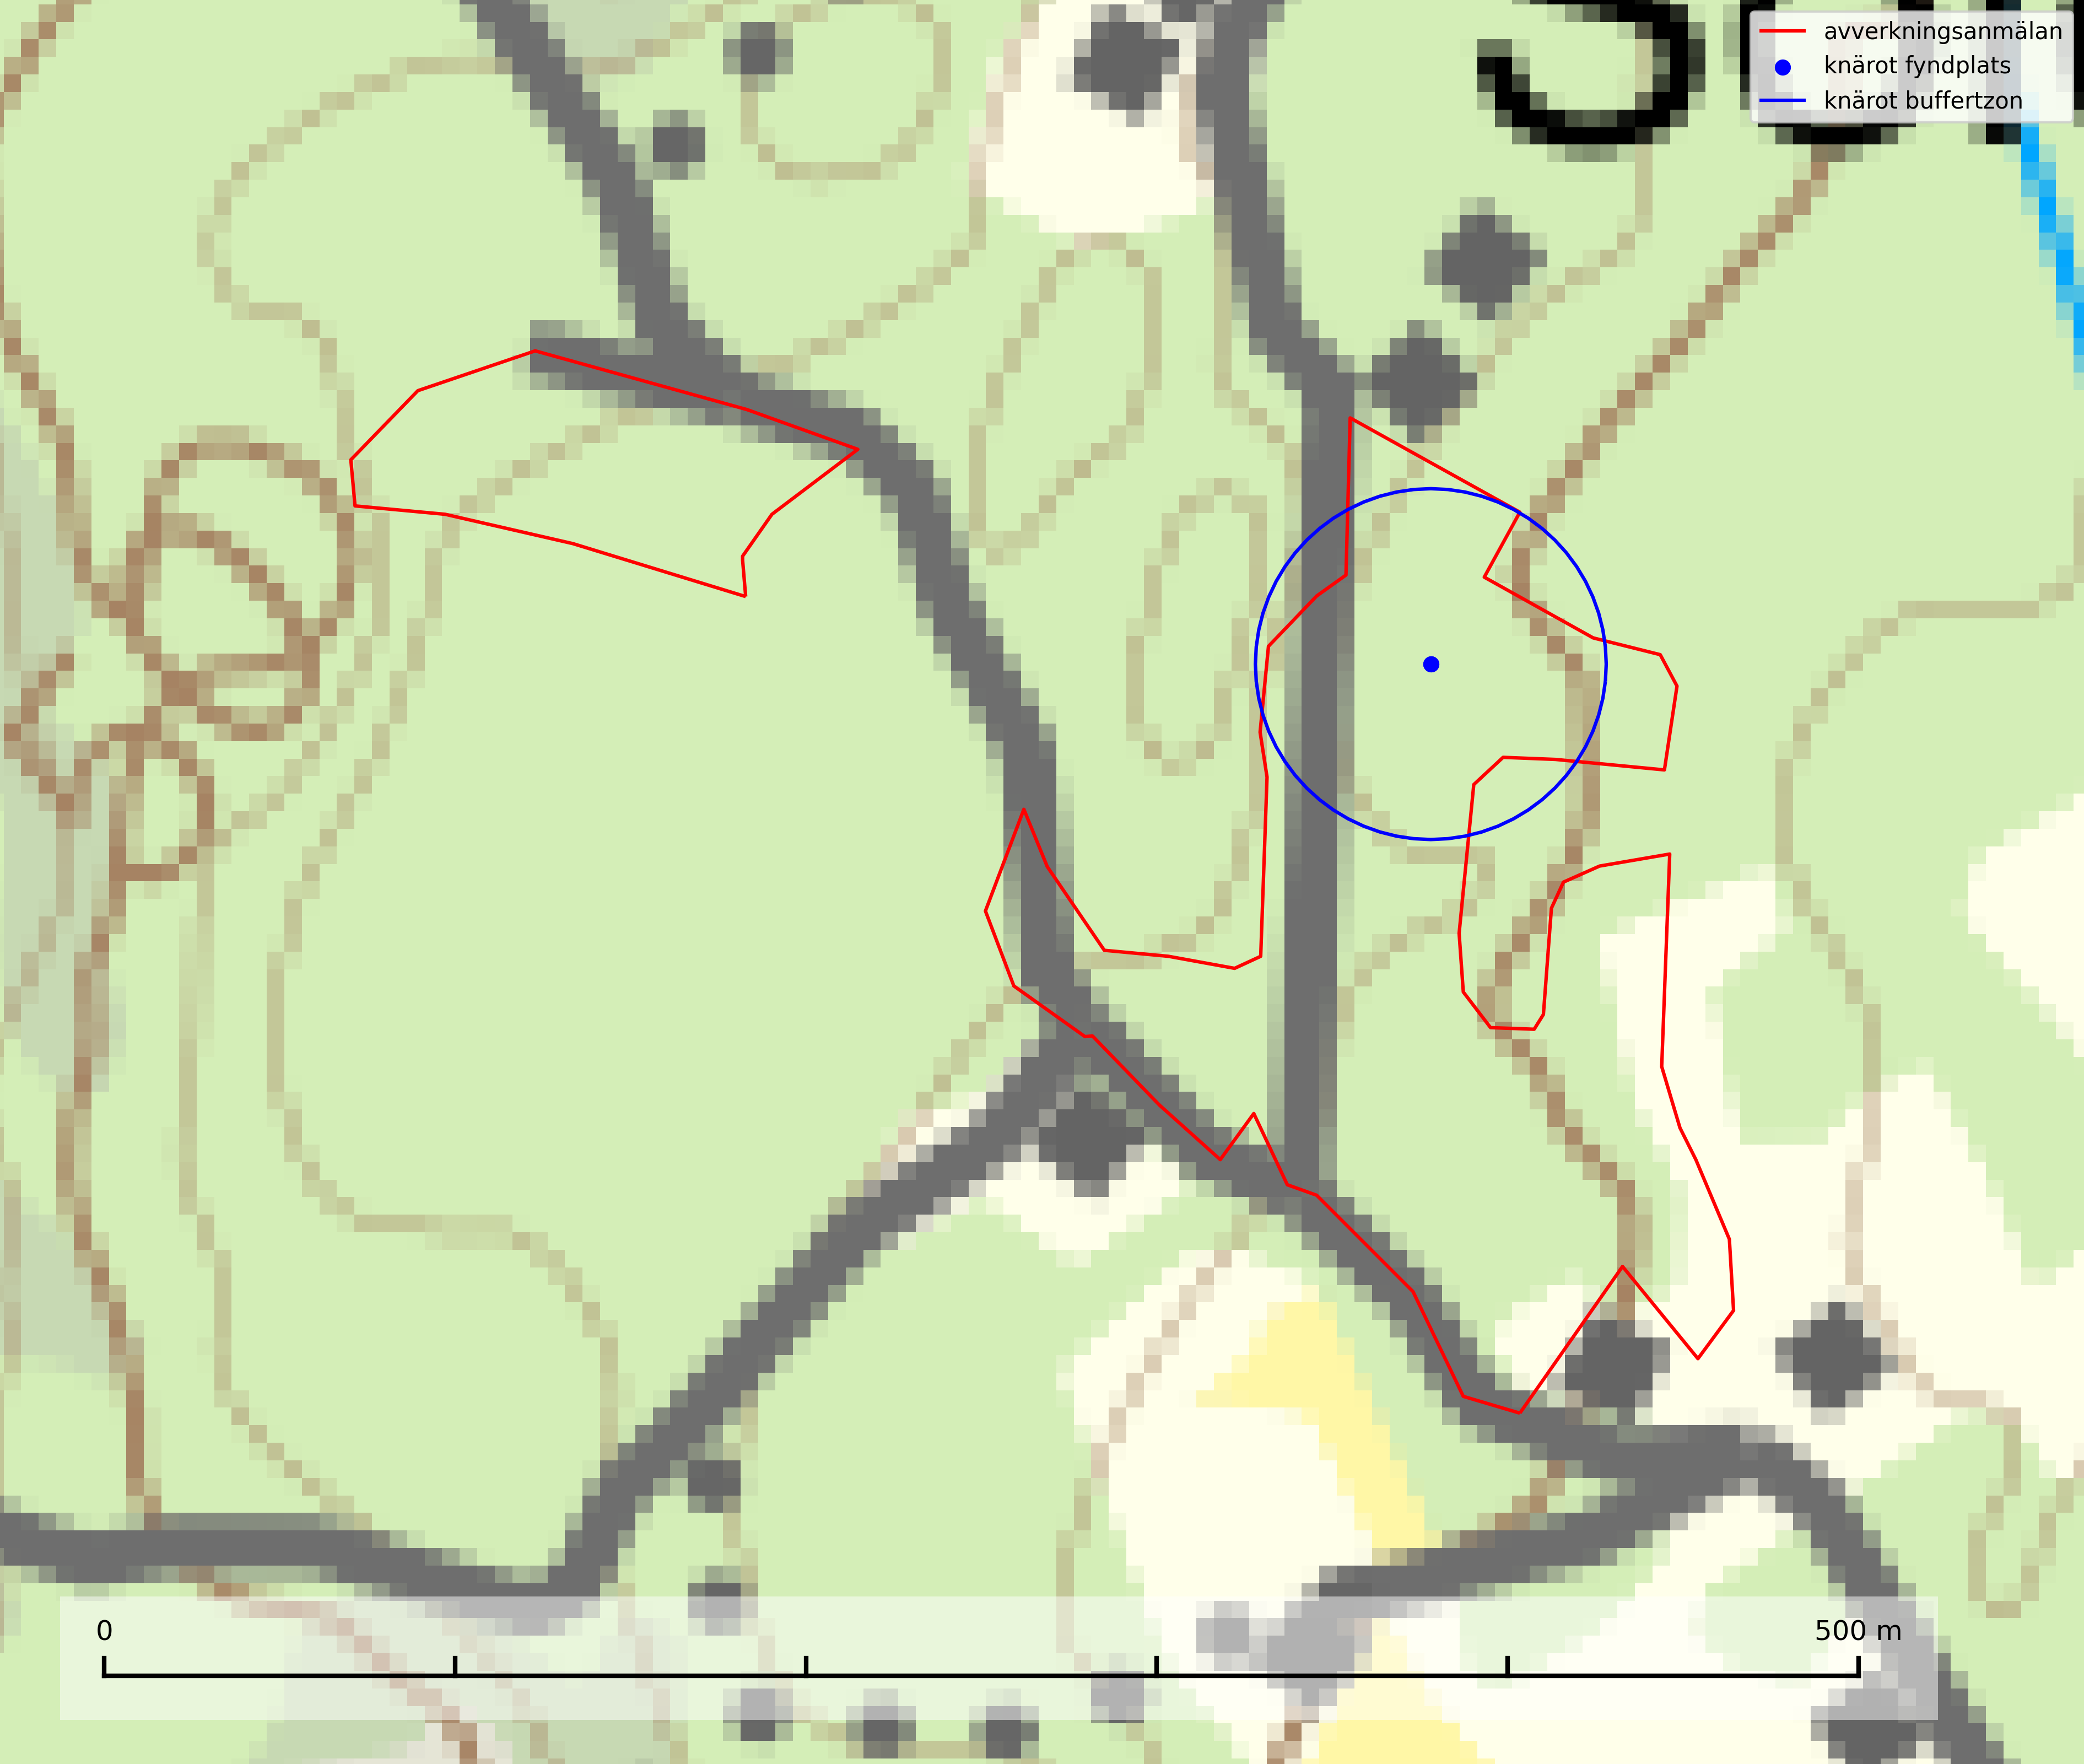 avverkningsanmälan
knärot fyndplats
knärot buffertzon
0
500 m